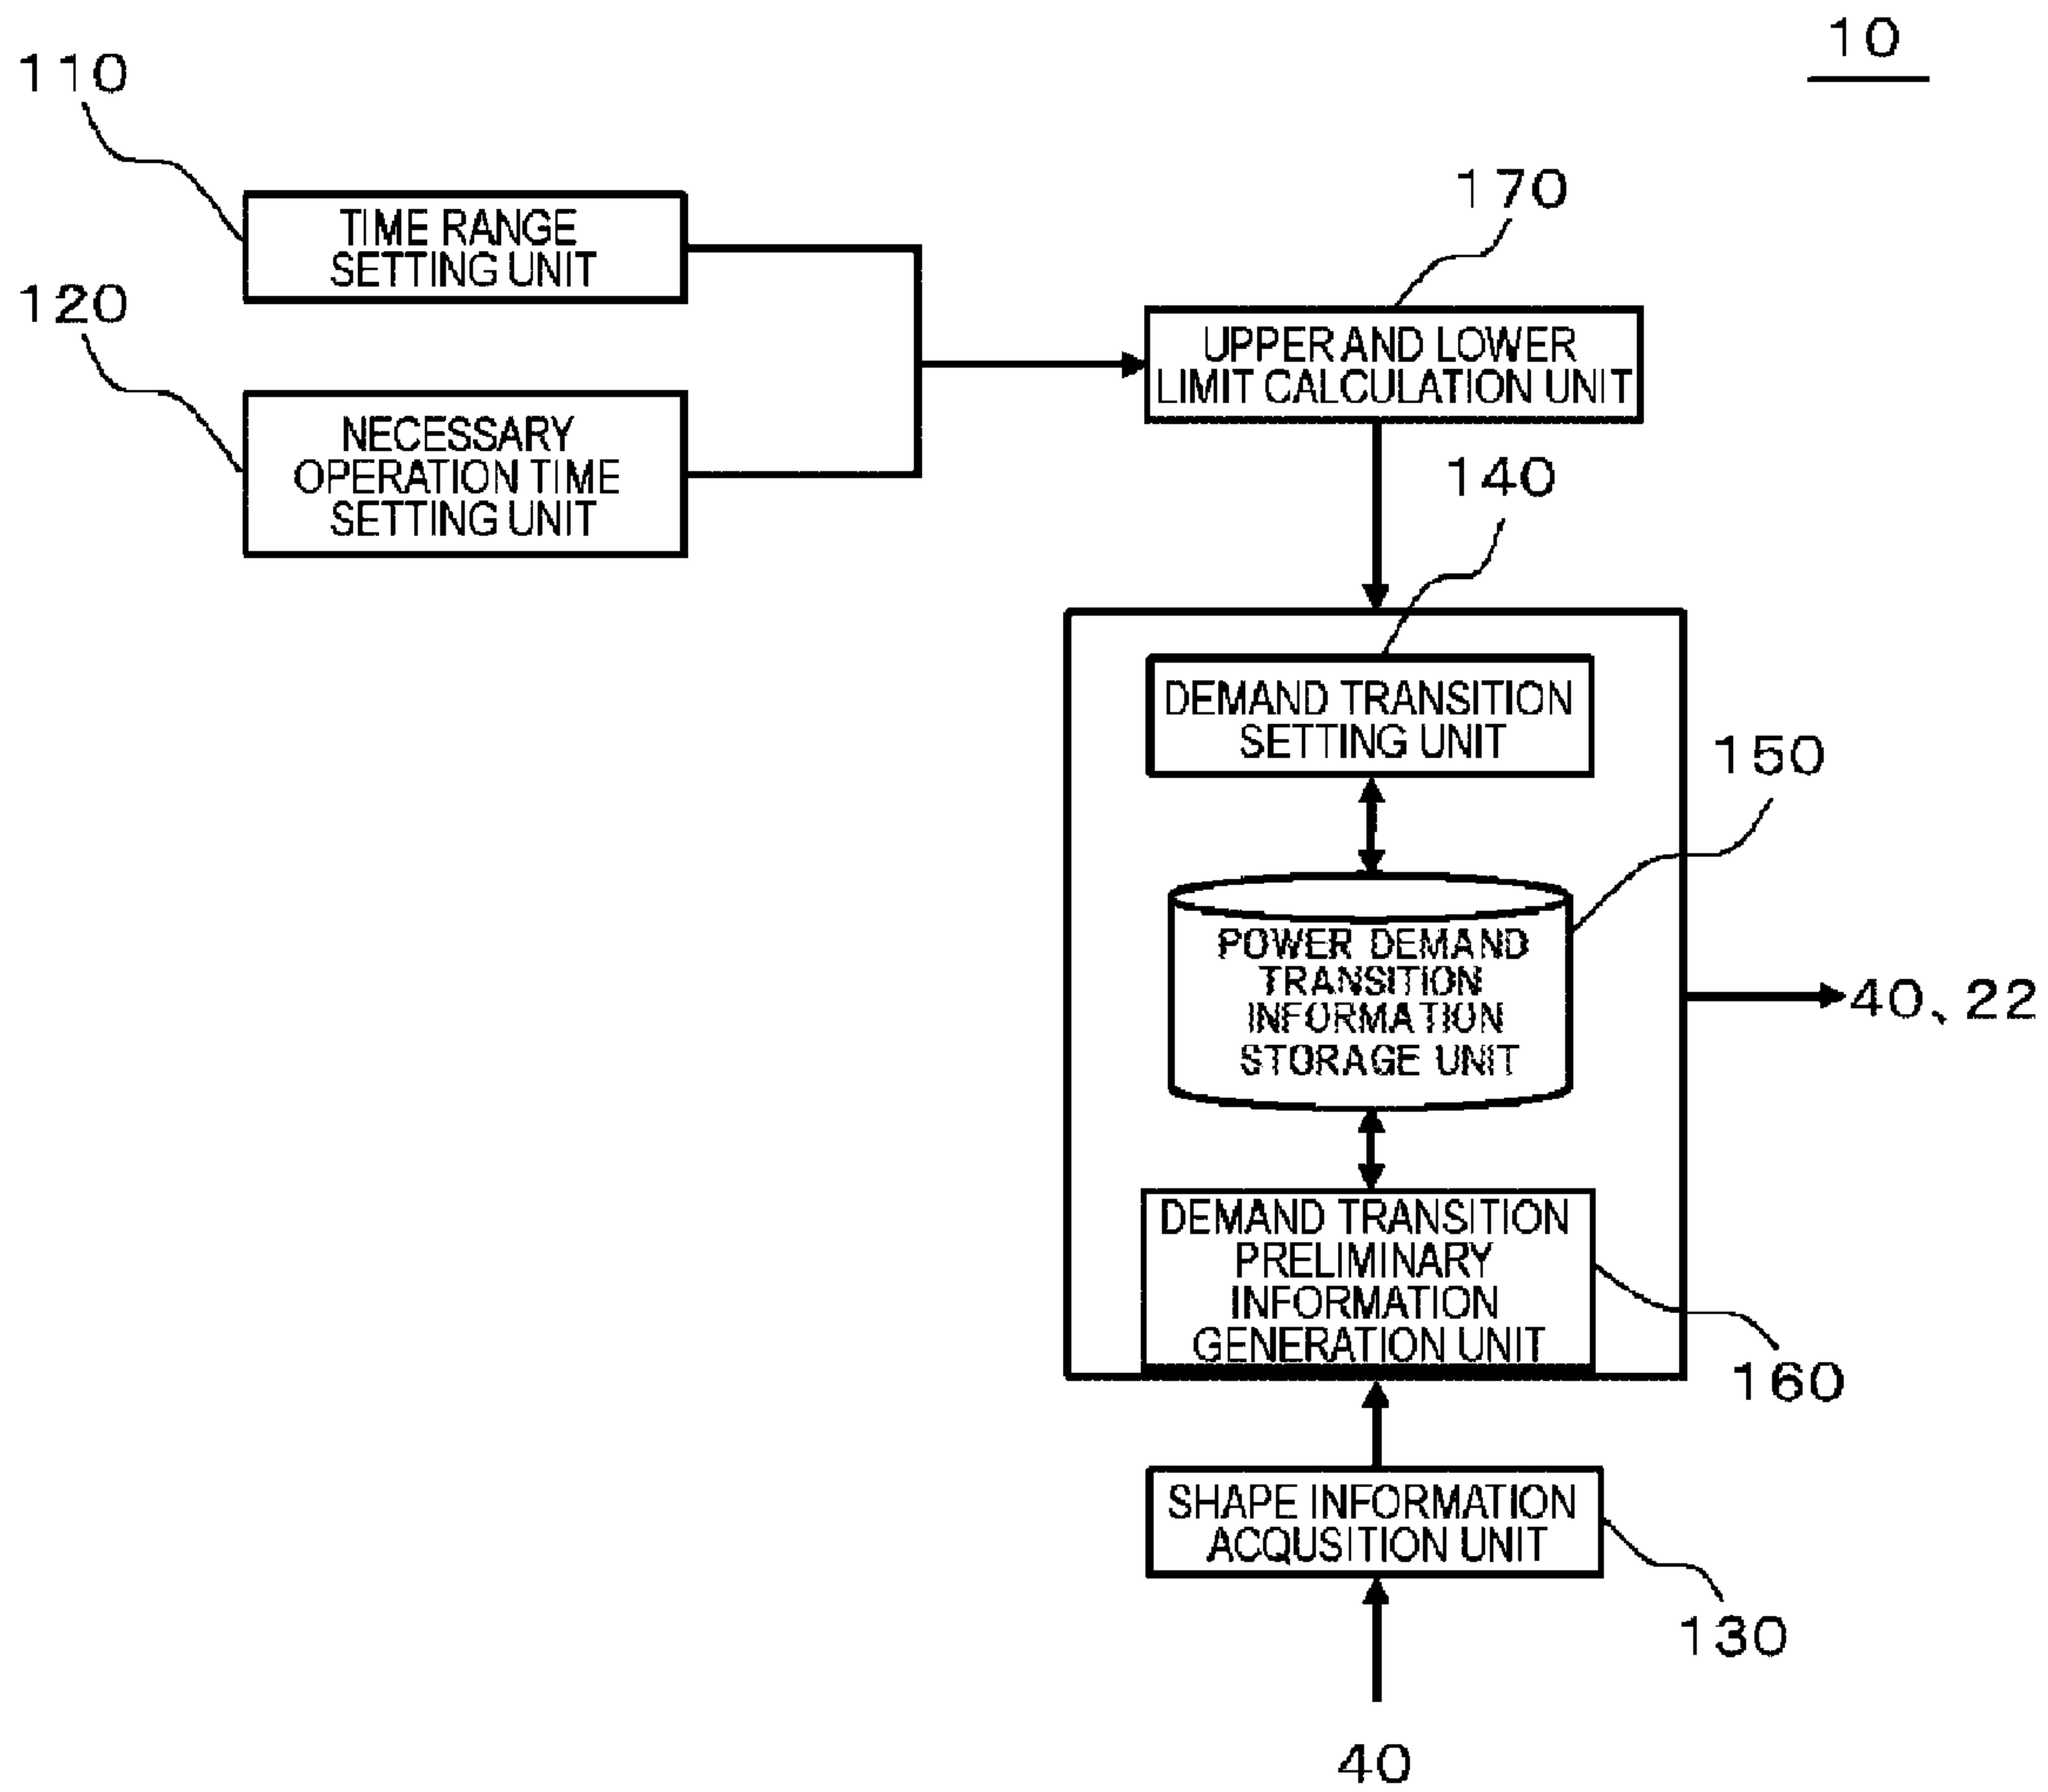 10
110
TIME RANGE
SETTING UNIT
120
NECESSARY
OPERATION TIME
SETTING UNIT
170
UPPER AND LOWER
LIMIT CALCULATION UNIT
140
DEMAND TRANSITION
SETTING UNIT
150
POWER DEMAND
TRANSITION
INFORMATION
STORAGE UNIT
40、22
DEMAND TRANSITION
PRELIMINARY
INFORMATION
GENERATION UNIT
160
SHAPE INFORMATION
ACQUSITION UNIT
130
40